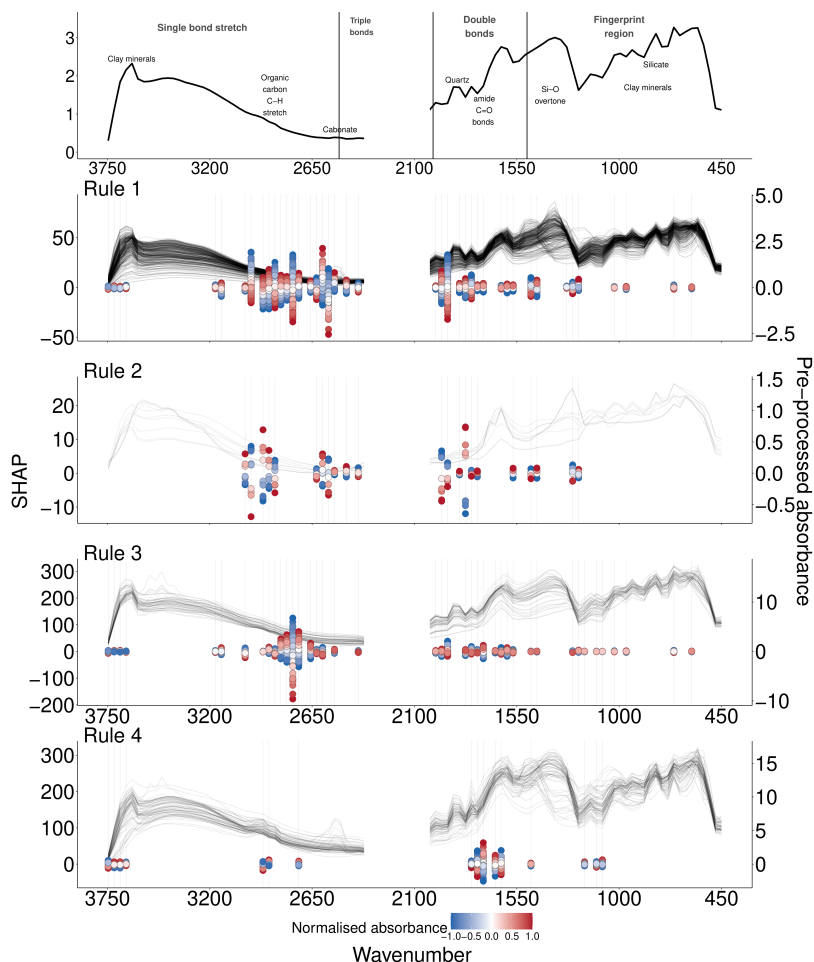 Single bond stretch
Triple
bonds
Double
bonds
Fingerprint
region
Clay minerals
Organic
carbon
C−H
stretch
Cabonate
Quartz
amide
C=O
bonds
Si−O
overtone
Silicate
Clay minerals
3
2
1
0
3750 3200 2650 2100 1550 1000 450
Rule 1
50
0
−50
5.0
2.5
0.0
−2.5
Rule 2
20
10
0
−10
1.5
1.0
0.5
0.0
−0.5
SHAP
Pre−processed absorbance
Rule 3
300
200
100
0
−100
−200
10
0
−10
3750 3200 2650 2100 1550 1000 450
Rule 4
300
200
100
0
15
10
5
0
3750 3200 2650 2100 1550 1000 450
Normalised absorbance
−1.0 −0.5 0.0 0.5 1.0
Wavenumber